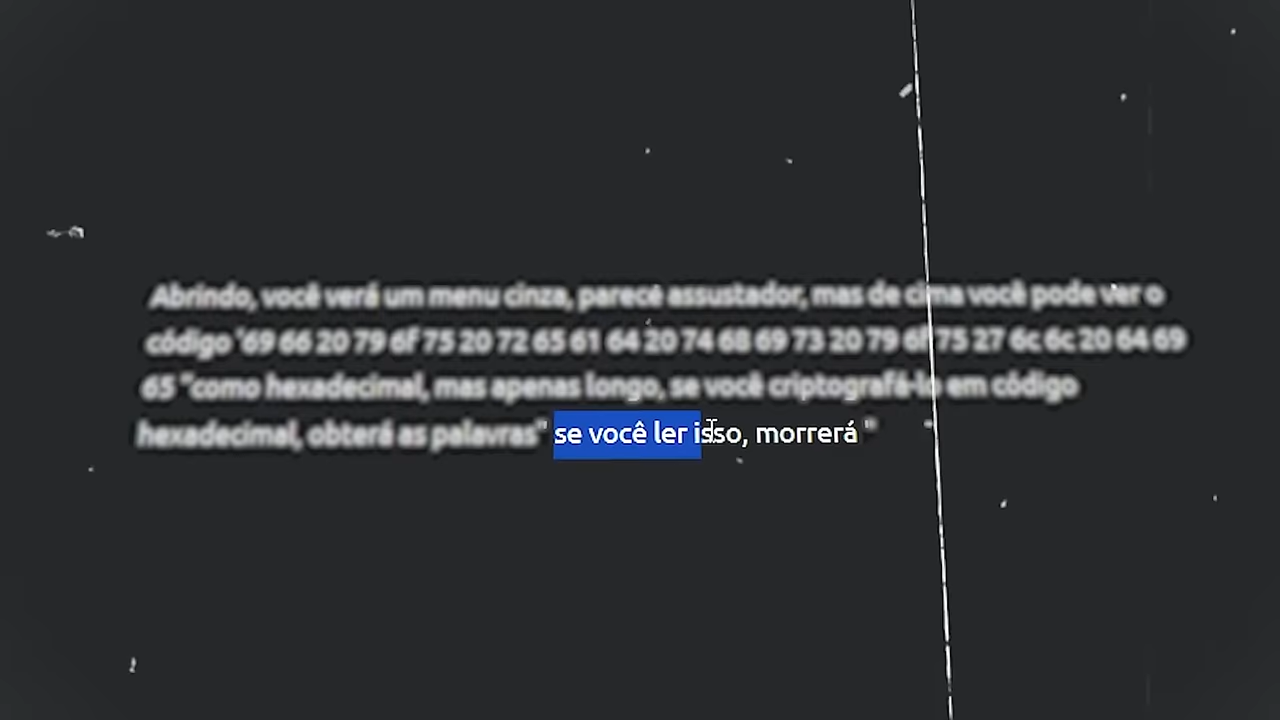 Abrindo, você verá um menu cinza, parece assustador, mas de cima você pode ver o
código '69 66 20 79 6f 75 20 72 65 61 64 20 74 68 69 73 20 79 6f 75 27 6c 6c 20 64 69
65 "como hexadecimal, mas apenas longo, se você criptografá-lo em código
hexadecimal, obterá as palavras" se você ler isso, morrerá "